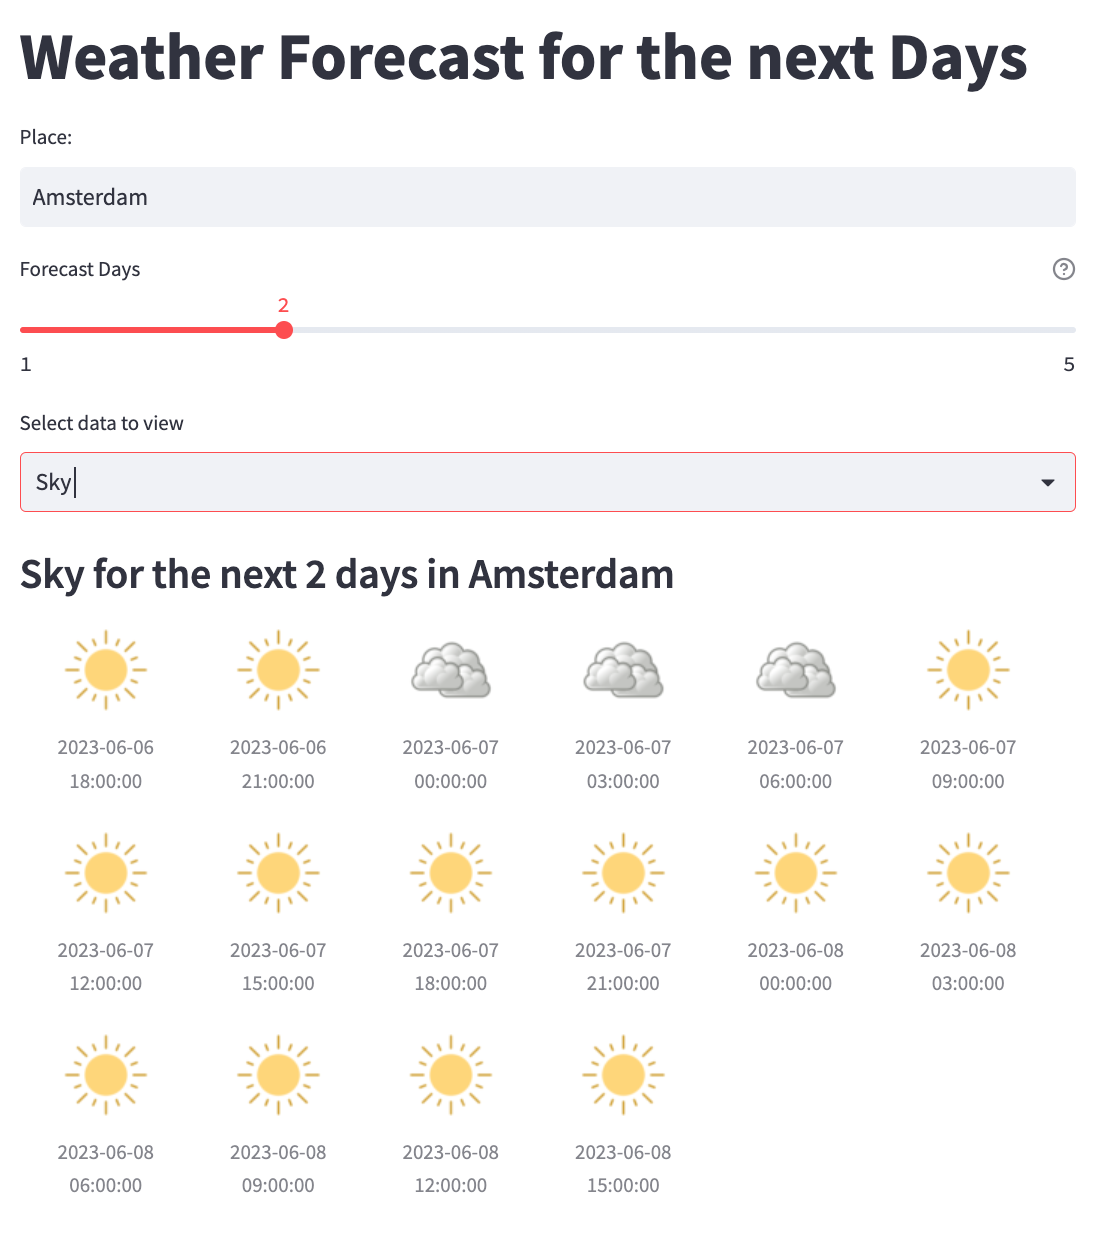 Weather Forecast for the next Days
Place:
Amsterdam
Forecast Days
2
1 5
Select data to view
Sky
Sky for the next 2 days in Amsterdam
2023-06-06 2023-06-06 2023-06-07 2023-06-07 2023-06-07 2023-06-07
18:00:00 21:00:00 00:00:00 03:00:00 06:00:00 09:00:00
2023-06-07 2023-06-07 2023-06-07 2023-06-07 2023-06-08 2023-06-08
12:00:00 15:00:00 18:00:00 21:00:00 00:00:00 03:00:00
2023-06-08 2023-06-08 2023-06-08 2023-06-08
06:00:00 09:00:00 12:00:00 15:00:00